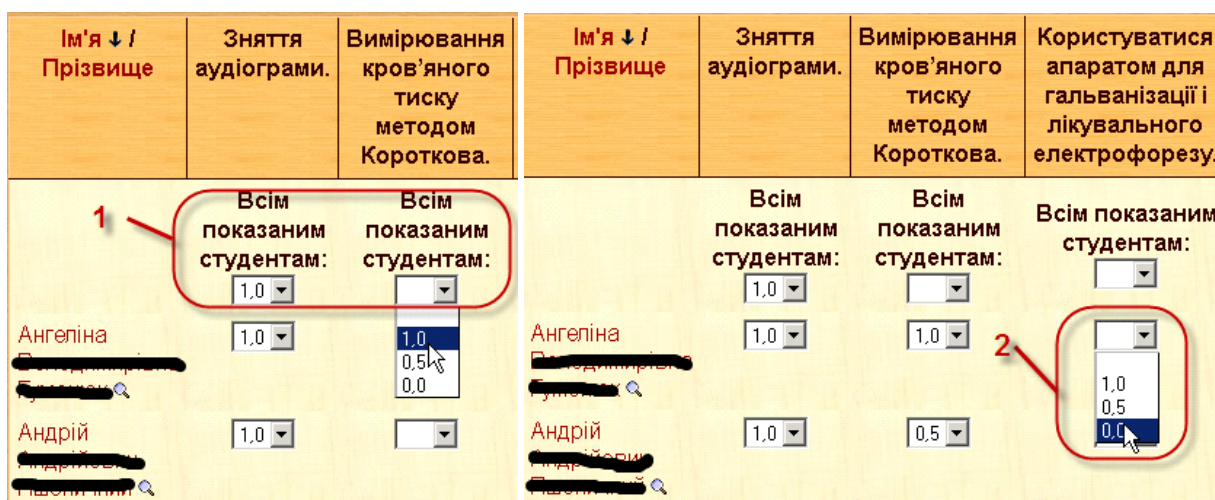 Ім'я ↓ /
Прізвище
Зняття
аудіограми.
Вимірювання
кров’яного
тиску
методом
Короткова.
1
Всім
показаним
студентам:
1,0
Всім
показаним
студентам:
1,0
0,5
0,0
Ангеліна
1,0
Андрій
1,0
Ім'я ↓ /
Прізвище
Зняття
аудіограми.
Вимірювання
кров’яного
тиску
методом
Короткова.
Користуватися
апаратом для
гальванізації і
лікувального
електрофорезу.
Всім
показаним
студентам:
1,0
Всім
показаним
студентам:
Всім показаним
студентам:
Ангеліна
1,0
1,0
2
1,0
0,5
0,0
Андрій
1,0
0,5